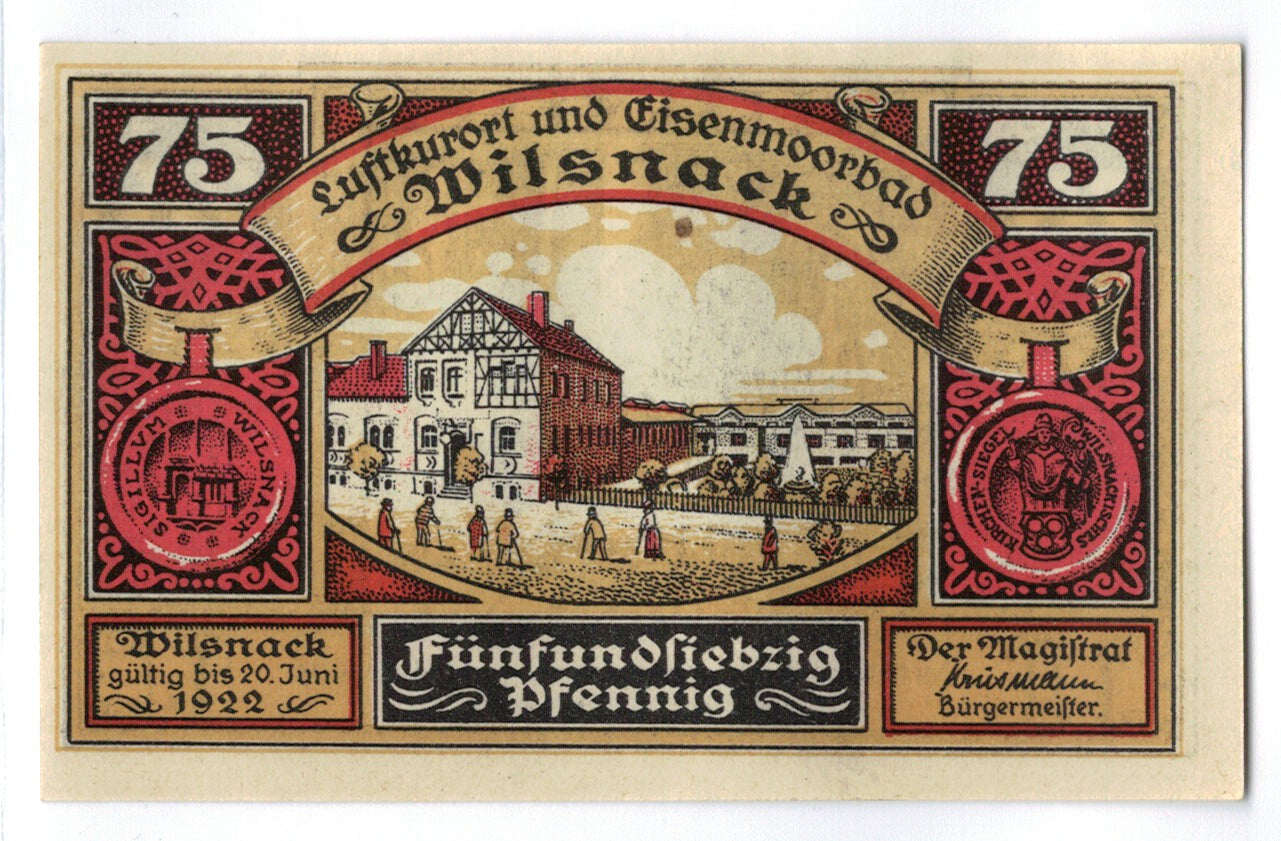 75
Luftkurort und Eisenmoorbad
Wilsnack
75
SIGILLVM WILSNACK
KIRCHEN-SIEGEL WILSNACKISCHES
Wilsnack
gültig bis 20. Juni
1922
Fünfundſiebzig
Pfennig
Der Magiſtrat
Krüsmann
Bürgermeiſter.